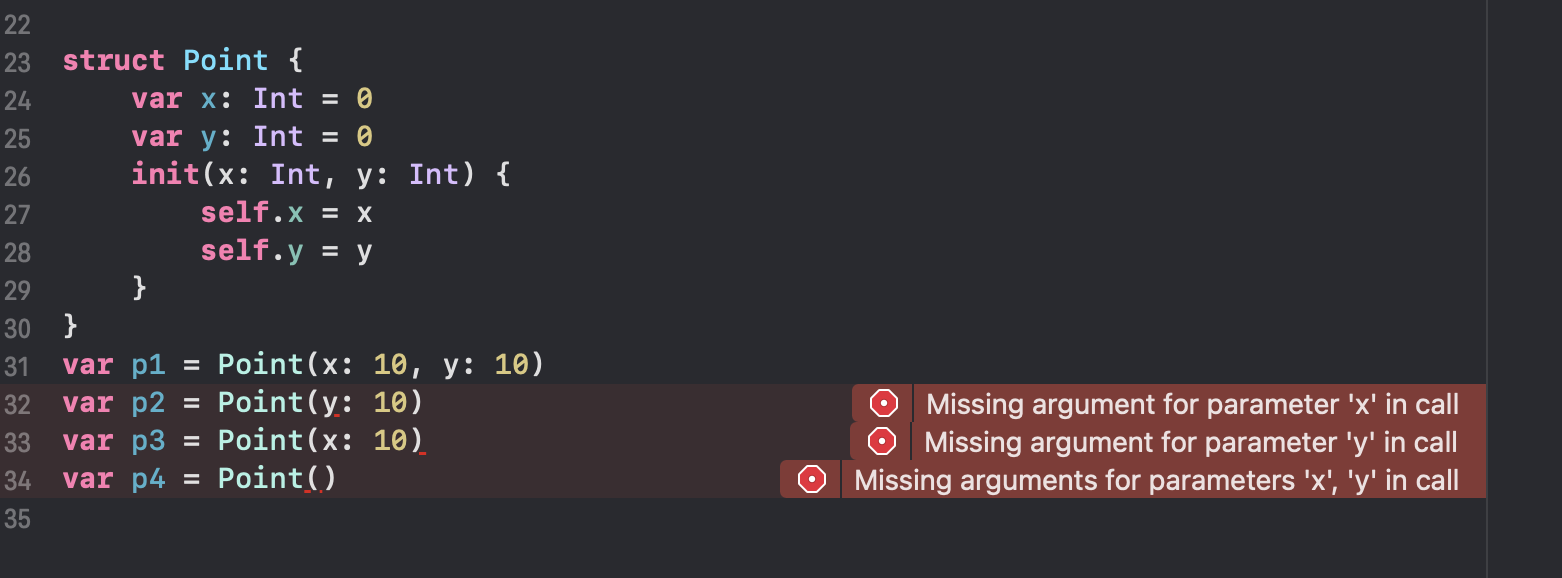 22
23 struct Point {
24     var x: Int = 0
25     var y: Int = 0
26     init(x: Int, y: Int) {
27         self.x = x
28         self.y = y
29     }
30 }
31 var p1 = Point(x: 10, y: 10)
32 var p2 = Point(y: 10) Missing argument for parameter 'x' in call
33 var p3 = Point(x: 10) Missing argument for parameter 'y' in call
34 var p4 = Point() Missing arguments for parameters 'x', 'y' in call
35